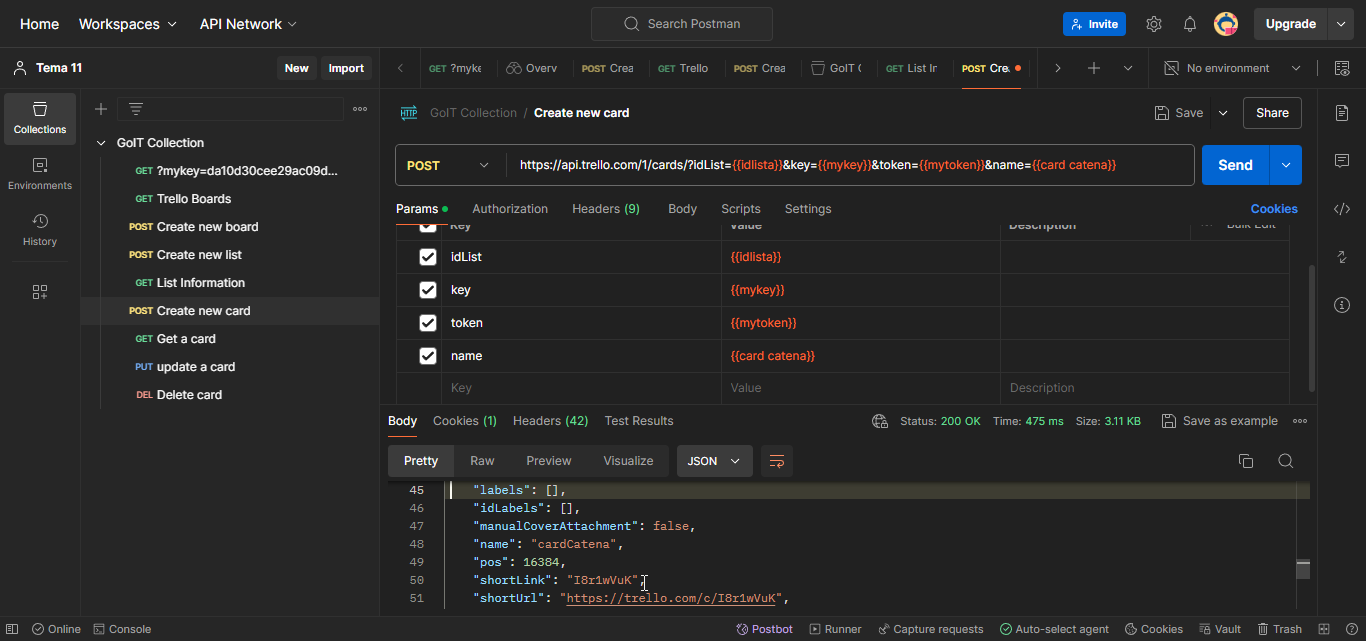 Home Workspaces API Network Search Postman Invite Upgrade
Tema 11 New Import
GET ?myke Overv POST Crea GET Trello POST Crea GoIT C GET List Ir POST Cre No environment
Collections
Environments
History
GoIT Collection
GET ?mykey=da10d30cee29ac09d...
GET Trello Boards
POST Create new board
POST Create new list
GET List Information
POST Create new card
GET Get a card
PUT update a card
DEL Delete card
HTTP GoIT Collection / Create new card Save Share
POST https://api.trello.com/1/cards/?idList={{idlista}}&key={{mykey}}&token={{mytoken}}&name={{card catena}} Send
Params Authorization Headers (9) Body Scripts Settings Cookies
Key Value Description Bulk Edit
idList {{idlista}}
key {{mykey}}
token {{mytoken}}
name {{card catena}}
Key Value Description
Body Cookies (1) Headers (42) Test Results Status: 200 OK Time: 475 ms Size: 3.11 KB Save as example
Pretty Raw Preview Visualize JSON
45 "labels": [],
46 "idLabels": [],
47 "manualCoverAttachment": false,
48 "name": "cardCatena",
49 "pos": 16384,
50 "shortLink": "I8r1wVuK",
51 "shortUrl": "https://trello.com/c/I8r1wVuK",
Online Console Postbot Runner Capture requests Auto-select agent Cookies Vault Trash